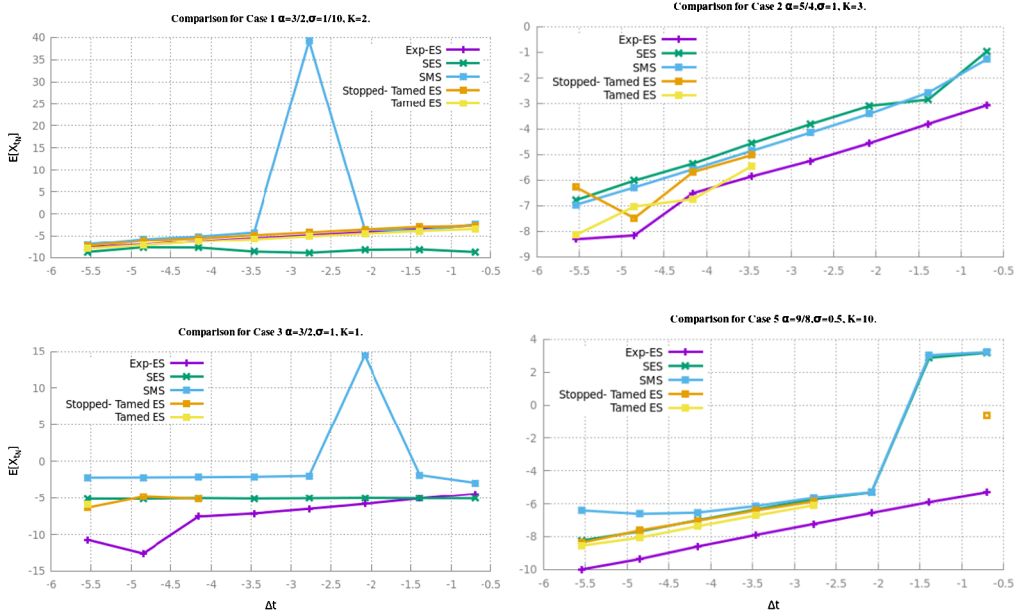 Comparison for Case 1 α=3/2,σ=1/10, K=2.
40
35
30
25
20
15
10
5
0
-5
-10
E[X_tN]
Exp-ES
SES
SMS
Stopped- Tamed ES
Tamed ES
-6 -5.5 -5 -4.5 -4 -3.5 -3 -2.5 -2 -1.5 -1 -0.5
Comparison for Case 2 α=5/4,σ=1, K=3.
0
-1
-2
-3
-4
-5
-6
-7
-8
-9
Exp-ES
SES
SMS
Stopped- Tamed ES
Tamed ES
-6 -5.5 -5 -4.5 -4 -3.5 -3 -2.5 -2 -1.5 -1 -0.5
Comparison for Case 3 α=3/2,σ=1, K=1.
15
10
5
0
-5
-10
-15
E[X_tN]
Exp-ES
SES
SMS
Stopped- Tamed ES
Tamed ES
-6 -5.5 -5 -4.5 -4 -3.5 -3 -2.5 -2 -1.5 -1 -0.5
Δt
Comparison for Case 5 α=9/8,σ=0.5, K=10.
4
2
0
-2
-4
-6
-8
-10
Exp-ES
SES
SMS
Stopped- Tamed ES
Tamed ES
-6 -5.5 -5 -4.5 -4 -3.5 -3 -2.5 -2 -1.5 -1 -0.5
Δt